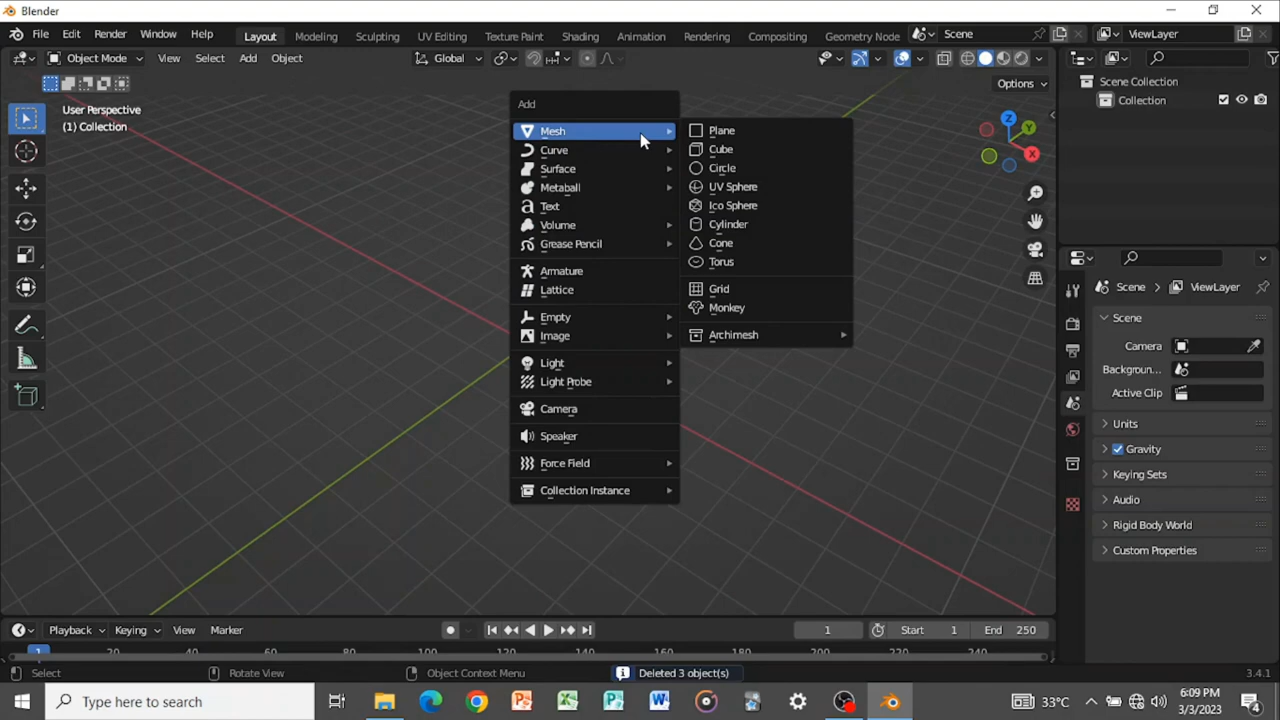 Blender
File Edit Render Window Help Layout Modeling Sculpting UV Editing Texture Paint Shading Animation Rendering Compositing Geometry Node Scene ViewLayer
Object Mode View Select Add Object Global
Options
User Perspective
(1) Collection
Add
Mesh
Curve
Surface
Metaball
Text
Volume
Grease Pencil
Armature
Lattice
Empty
Image
Light
Light Probe
Camera
Speaker
Force Field
Collection Instance
Plane
Cube
Circle
UV Sphere
Ico Sphere
Cylinder
Cone
Torus
Grid
Monkey
Archimesh
Z
Y
X
Scene Collection
Collection
Scene ViewLayer
Scene
Camera
Backgroun...
Active Clip
Units
Gravity
Keying Sets
Audio
Rigid Body World
Custom Properties
Playback Keying View Marker 1 Start 1 End 250
1 20 40 60 80 100 120 140 160 180 200 220 240
Select Rotate View Object Context Menu Deleted 3 object(s) 3.4.1
Type here to search 33°C 6:09 PM
3/3/2023 4